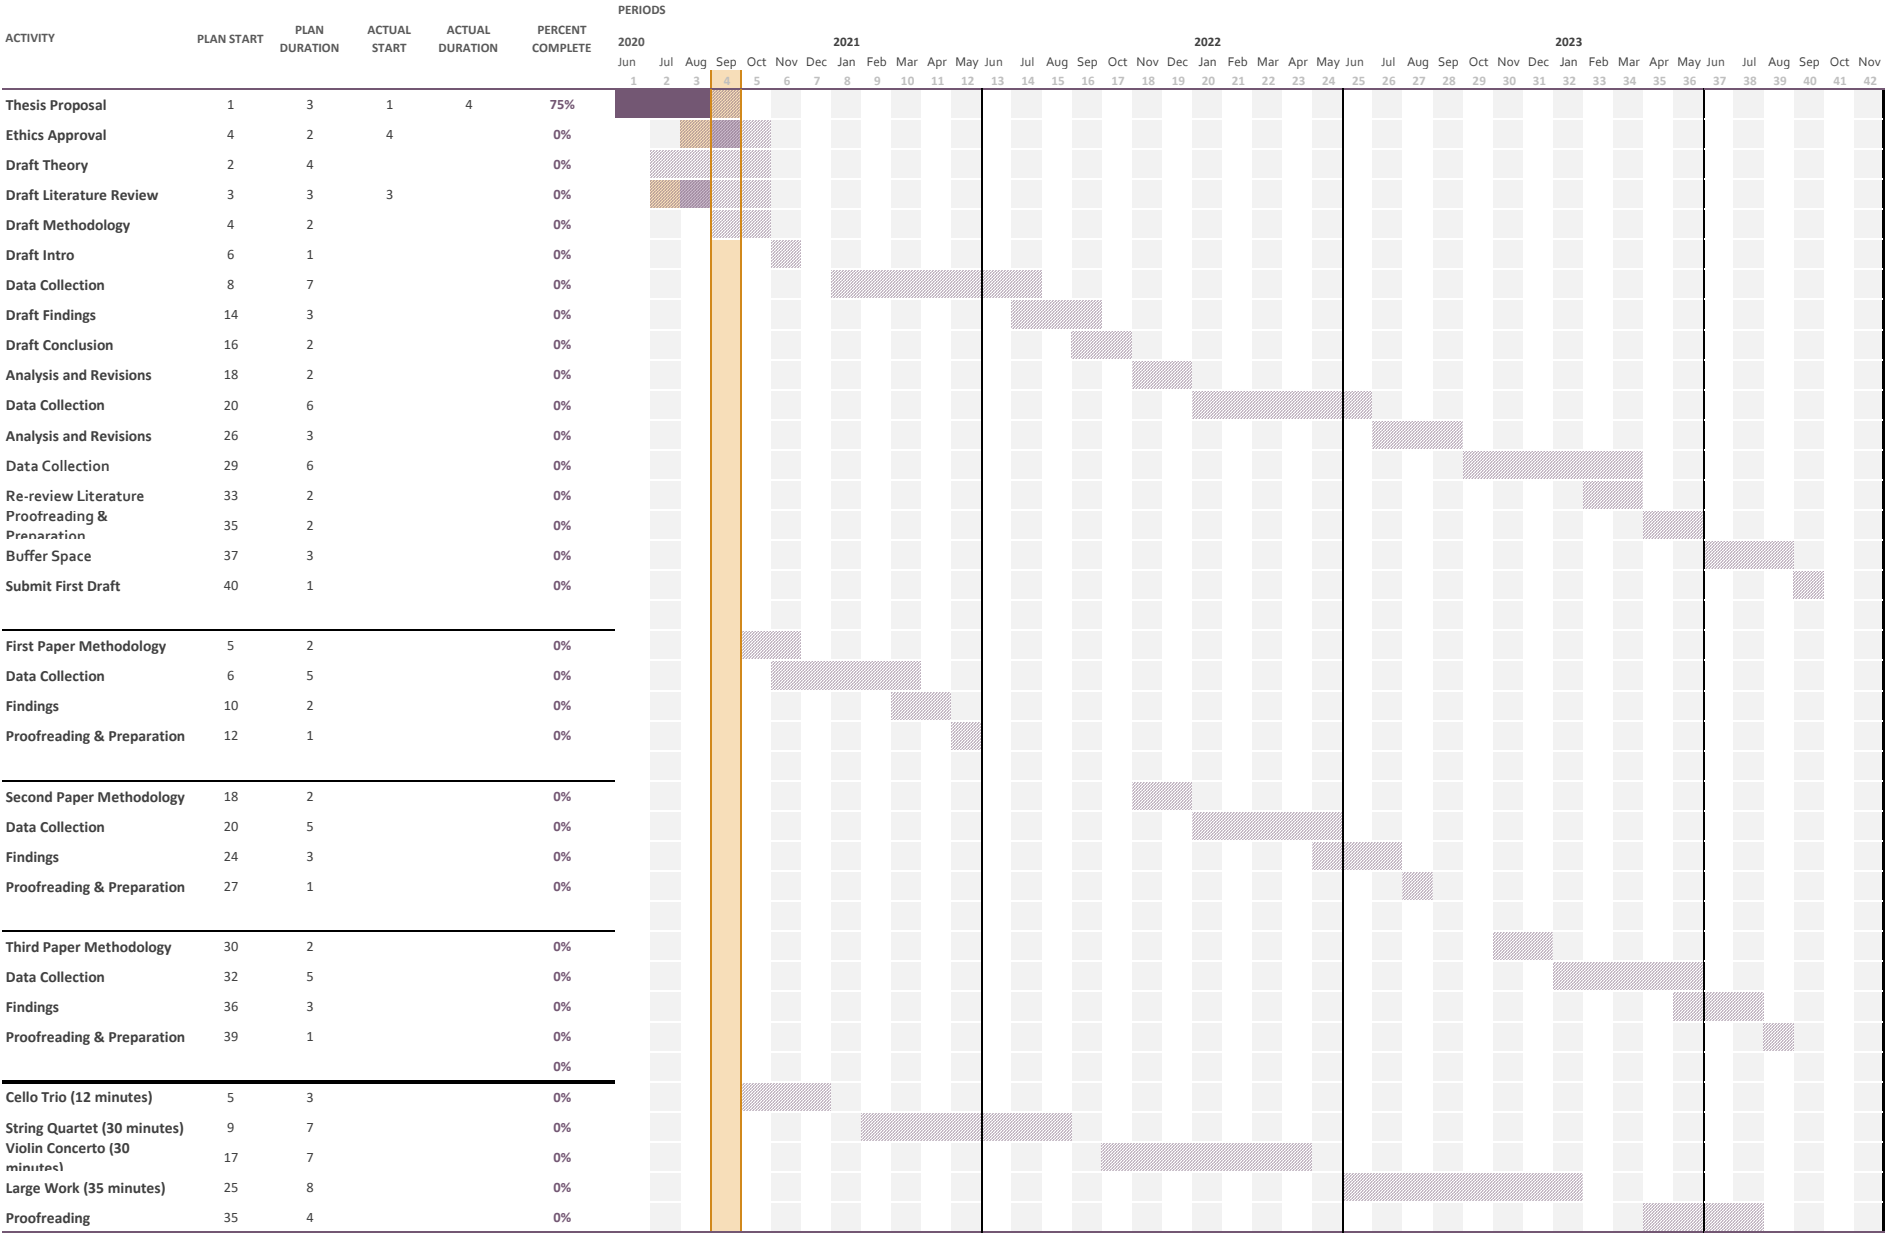 PERIODS
ACTIVITY PLAN START PLAN DURATION ACTUAL START ACTUAL DURATION PERCENT COMPLETE
2020 2021 2022 2023
Jun Jul Aug Sep Oct Nov Dec Jan Feb Mar Apr May Jun Jul Aug Sep Oct Nov Dec Jan Feb Mar Apr May Jun Jul Aug Sep Oct Nov Dec Jan Feb Mar Apr May Jun Jul Aug Sep Oct Nov
1 2 3 4 5 6 7 8 9 10 11 12 13 14 15 16 17 18 19 20 21 22 23 24 25 26 27 28 29 30 31 32 33 34 35 36 37 38 39 40 41 42
Thesis Proposal 1 3 1 4 75%
Ethics Approval 4 2 4 0%
Draft Theory 2 4 0%
Draft Literature Review 3 3 3 0%
Draft Methodology 4 2 0%
Draft Intro 6 1 0%
Data Collection 8 7 0%
Draft Findings 14 3 0%
Draft Conclusion 16 2 0%
Analysis and Revisions 18 2 0%
Data Collection 20 6 0%
Analysis and Revisions 26 3 0%
Data Collection 29 6 0%
Re-review Literature 33 2 0%
Proofreading &
Preparation 35 2 0%
Buffer Space 37 3 0%
Submit First Draft 40 1 0%
First Paper Methodology 5 2 0%
Data Collection 6 5 0%
Findings 10 2 0%
Proofreading & Preparation 12 1 0%
Second Paper Methodology 18 2 0%
Data Collection 20 5 0%
Findings 24 3 0%
Proofreading & Preparation 27 1 0%
Third Paper Methodology 30 2 0%
Data Collection 32 5 0%
Findings 36 3 0%
Proofreading & Preparation 39 1 0%
0%
Cello Trio (12 minutes) 5 3 0%
String Quartet (30 minutes) 9 7 0%
Violin Concerto (30
minutes) 17 7 0%
Large Work (35 minutes) 25 8 0%
Proofreading 35 4 0%